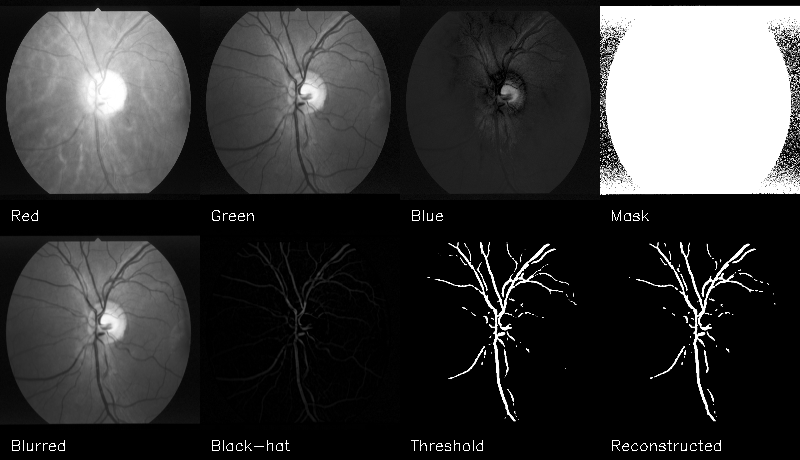 Red
Green
Blue
Mask
Blurred
Black-hat
Threshold
Reconstructed